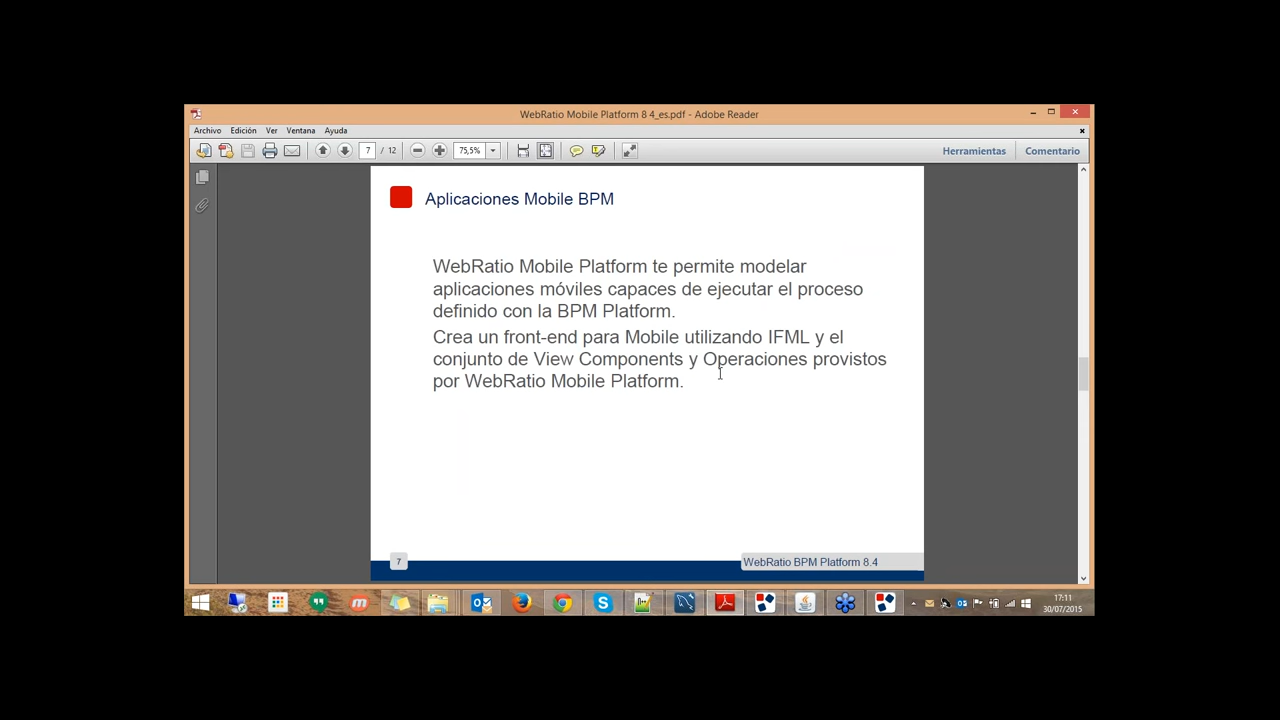 WebRatio Mobile Platform 8 4_es.pdf - Adobe Reader
Archivo Edición Ver Ventana Ayuda
7 / 12 75,5% Herramientas Comentario
Aplicaciones Mobile BPM
WebRatio Mobile Platform te permite modelar
aplicaciones móviles capaces de ejecutar el proceso
definido con la BPM Platform.
Crea un front-end para Mobile utilizando IFML y el
conjunto de View Components y Operaciones provistos
por WebRatio Mobile Platform.
7 WebRatio BPM Platform 8.4
17:11
30/07/2015